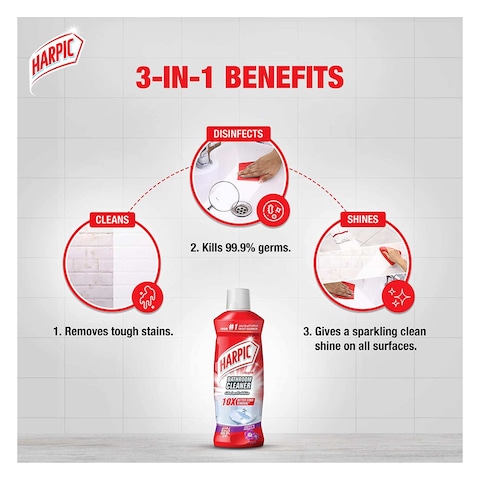 HARPIC
3-IN-1 BENEFITS
DISINFECTS
2. Kills 99.9% germs.
CLEANS
1. Removes tough stains.
SHINES
3. Gives a sparkling clean
shine on all surfaces.
#1
HARPIC
BATHROOM
CLEANER
10X